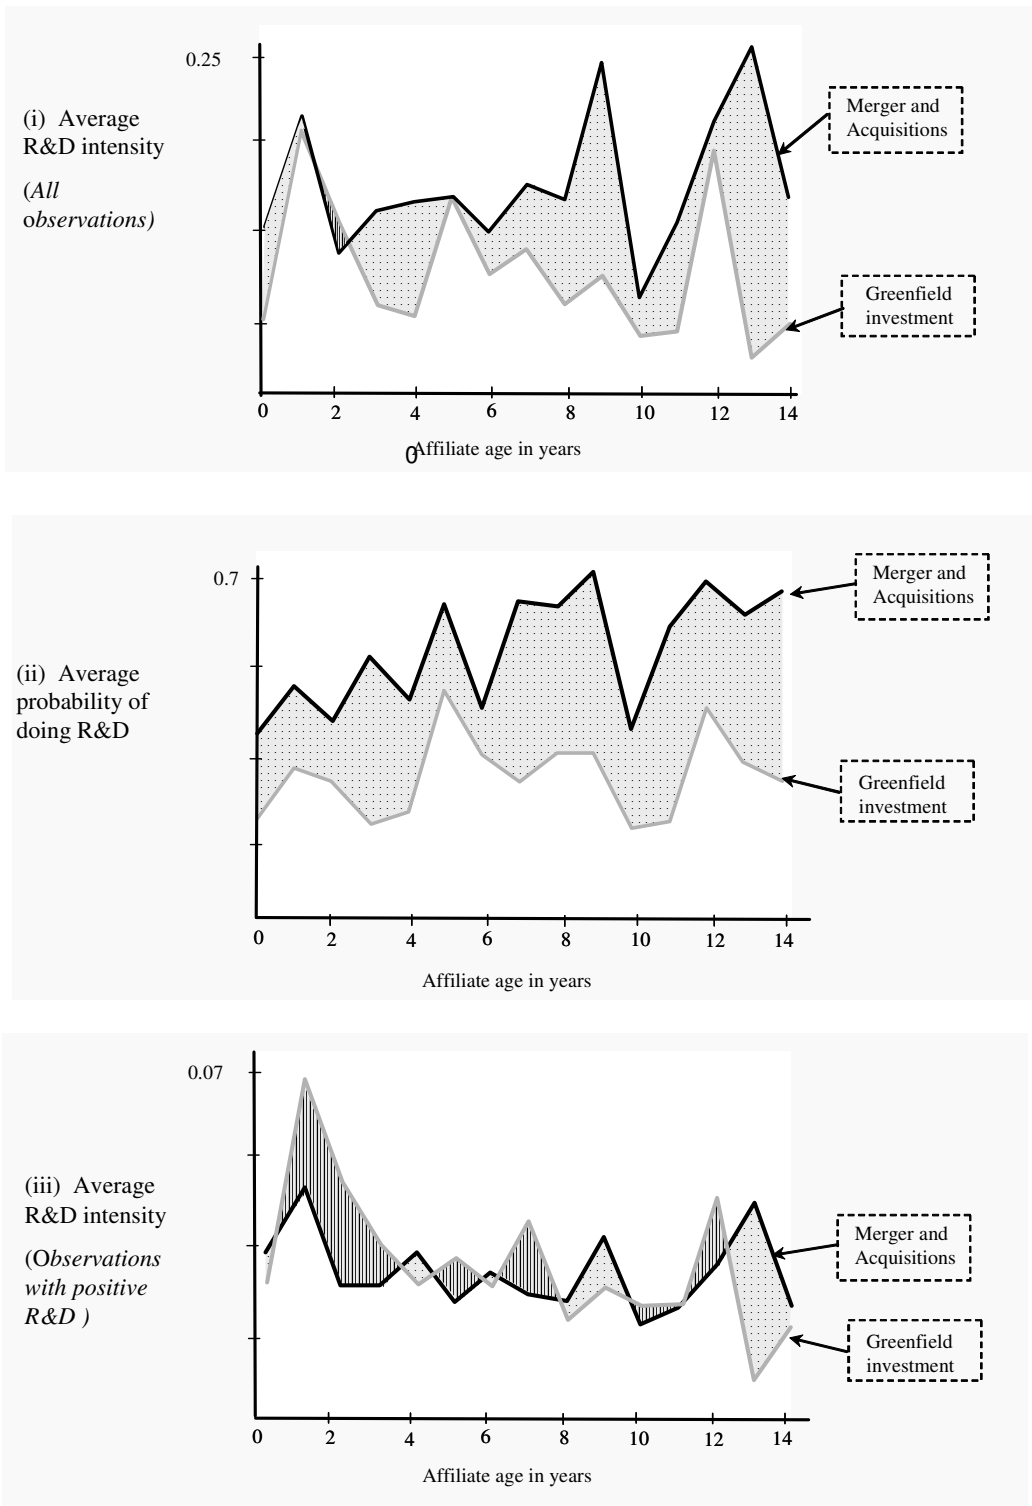 0.25
(i) Average
R&D intensity
(All
observations)
Merger and
Acquisitions
Greenfield
investment
0 2 4 6 8 10 12 14
0
Affiliate age in years
0.7
(ii) Average
probability of
doing R&D
Merger and
Acquisitions
Greenfield
investment
0 2 4 6 8 10 12 14
Affiliate age in years
0.07
(iii) Average
R&D intensity
(Observations
with positive
R&D )
Merger and
Acquisitions
Greenfield
investment
0 2 4 6 8 10 12 14
Affiliate age in years